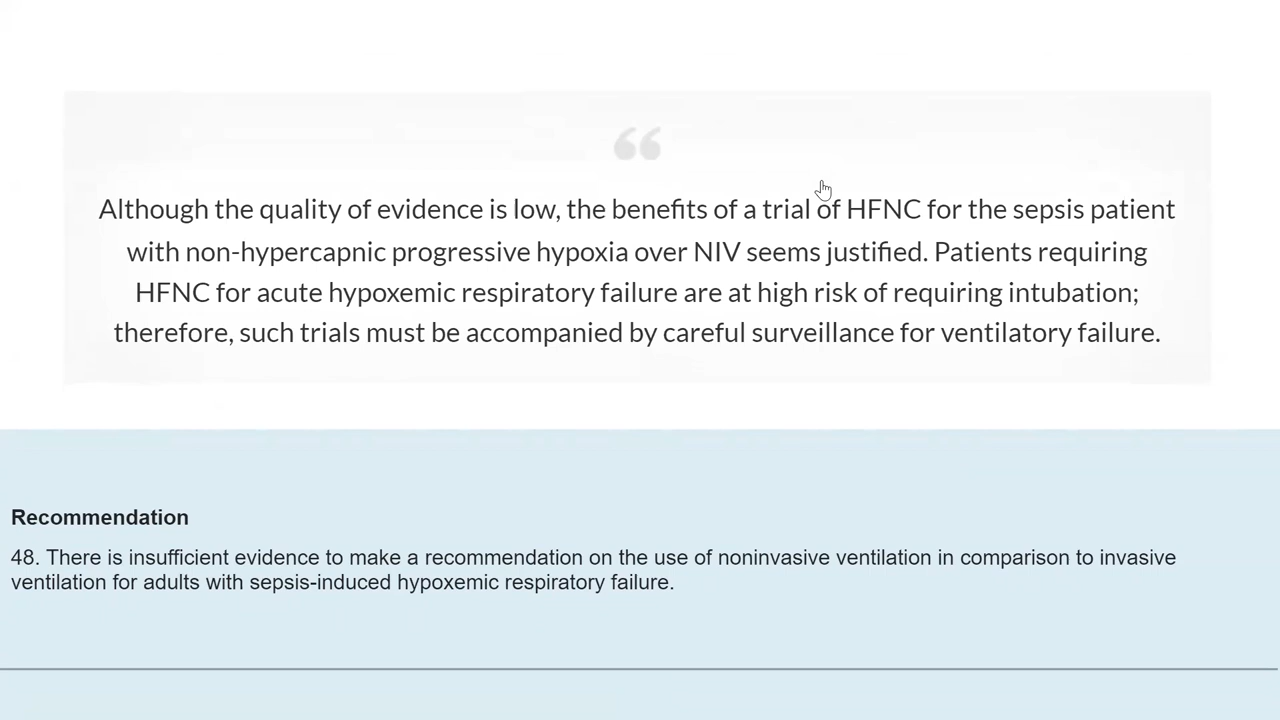 “
Although the quality of evidence is low, the benefits of a trial of HFNC for the sepsis patient
with non-hypercapnic progressive hypoxia over NIV seems justified. Patients requiring
HFNC for acute hypoxemic respiratory failure are at high risk of requiring intubation;
therefore, such trials must be accompanied by careful surveillance for ventilatory failure.
Recommendation
48. There is insufficient evidence to make a recommendation on the use of noninvasive ventilation in comparison to invasive
ventilation for adults with sepsis-induced hypoxemic respiratory failure.